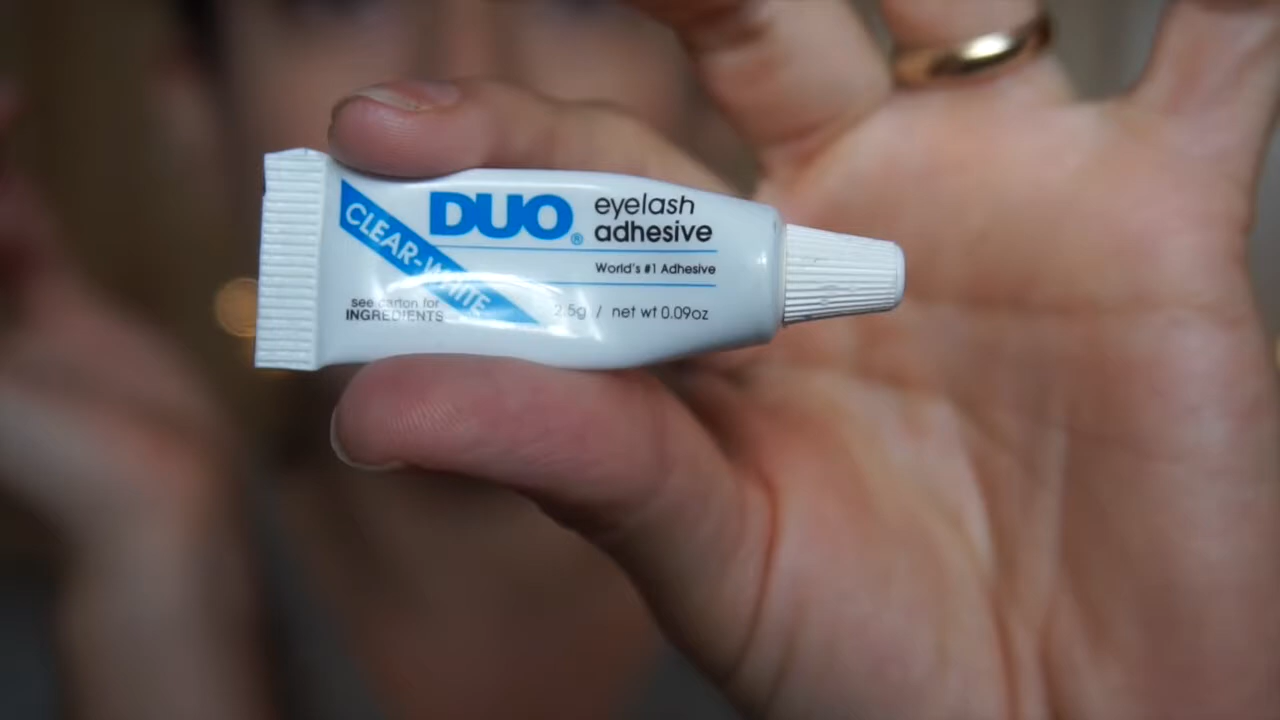 CLEAR-WHITE
DUO®
eyelash
adhesive
World's #1 Adhesive
see carton for
INGREDIENTS
2.5g / net wt 0.09oz